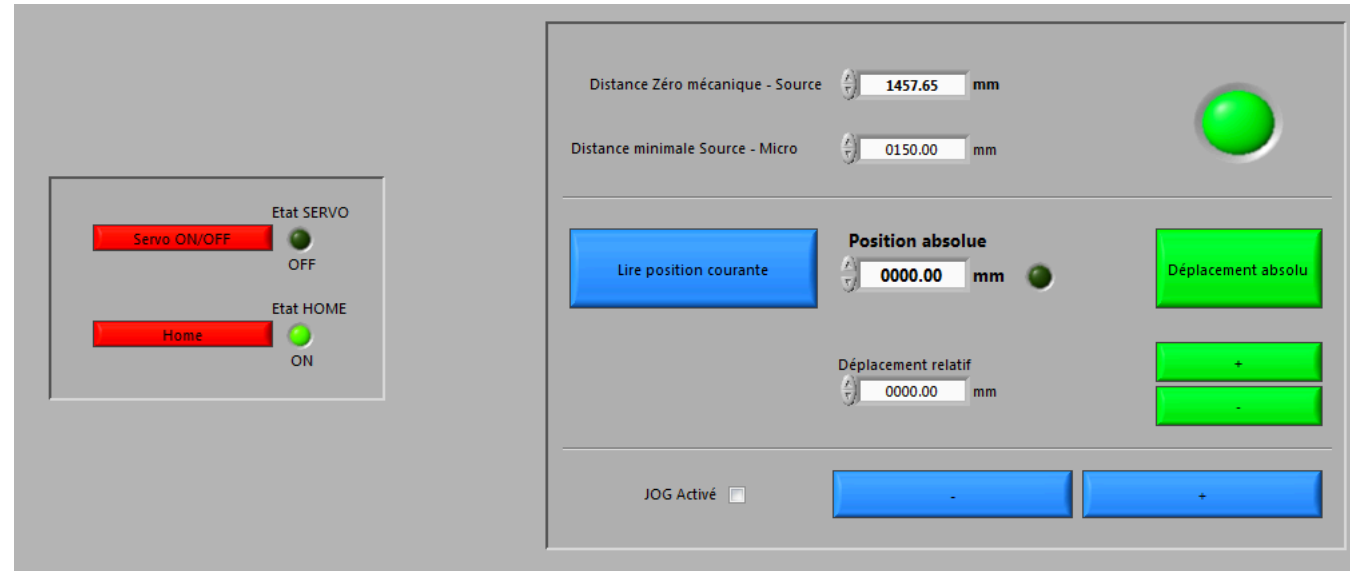 Distance Zéro mécanique - Source 1457.65 mm
Distance minimale Source - Micro 0150.00 mm
Etat SERVO
Servo ON/OFF
OFF
Etat HOME
Home
ON
Position absolue
Lire position courante 0000.00 mm Déplacement absolu
Déplacement relatif
0000.00 mm
+
-
JOG Activé - +